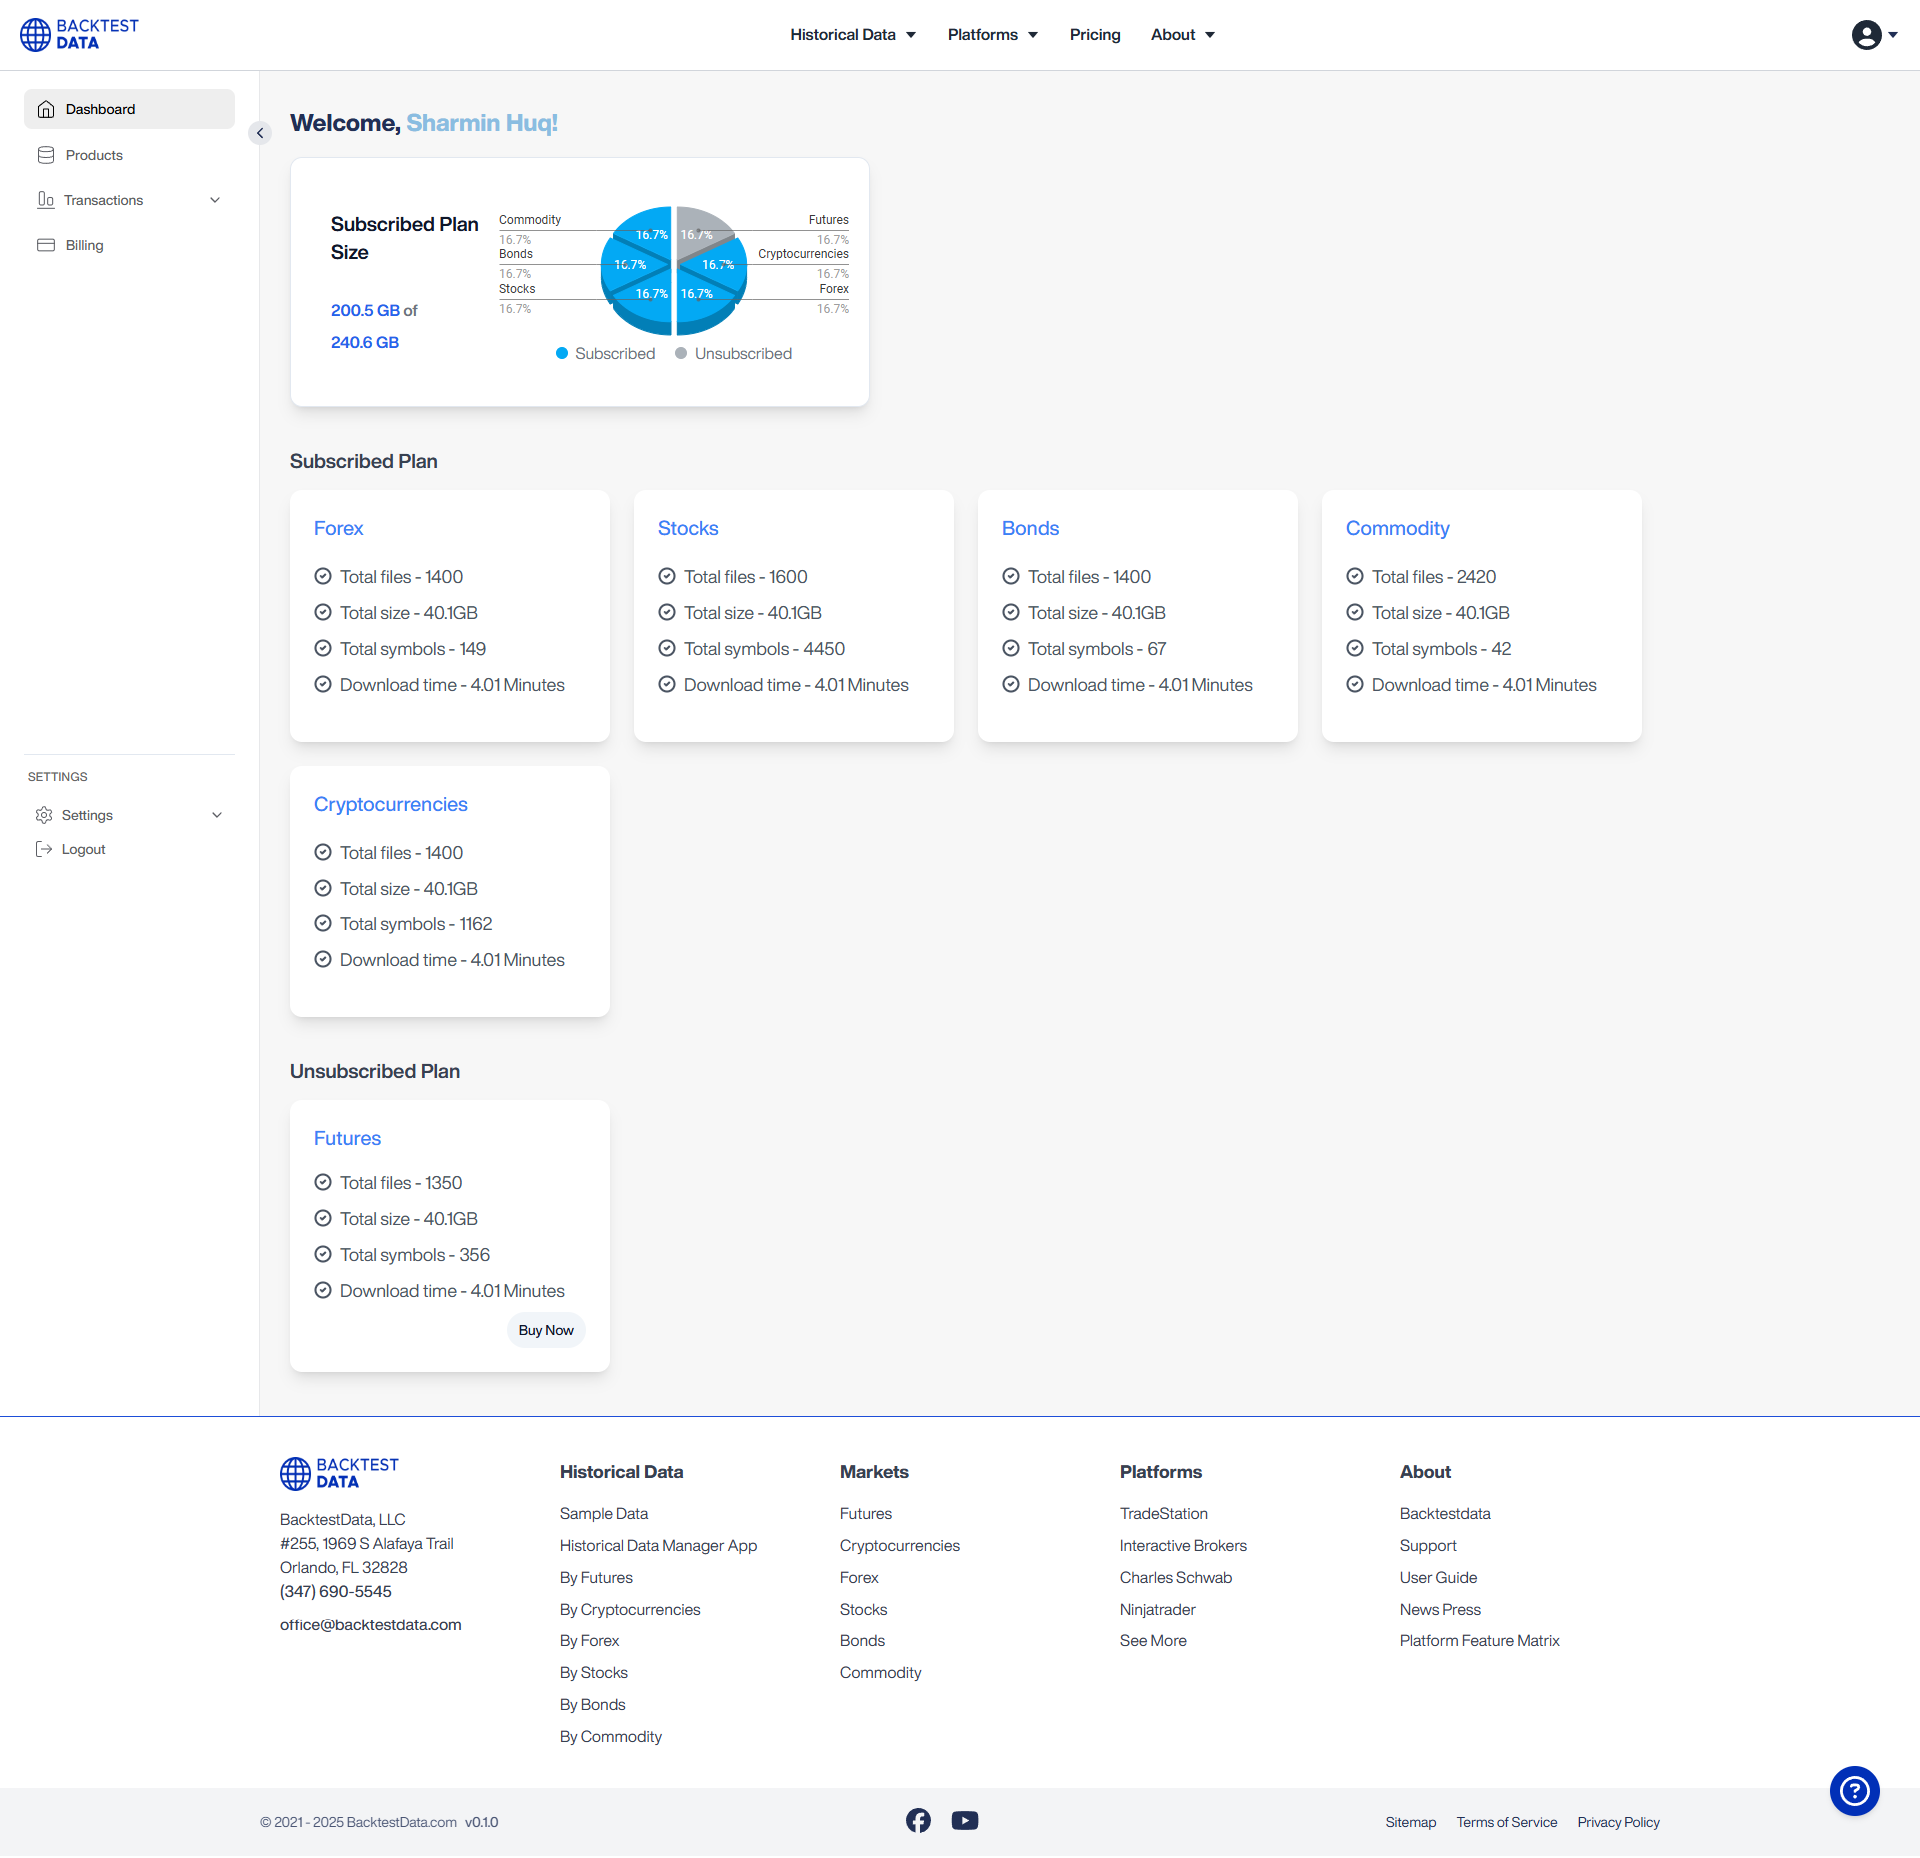 BACKTEST
DATA
Historical Data
Platforms
Pricing
About
Dashboard
Products
Transactions
Billing
SETTINGS
Settings
Logout
Welcome, Sharmin Huq!
Subscribed Plan
Size
200.5 GB of
240.6 GB
Commodity
16.7%
Bonds
16.7%
Stocks
16.7%
16.7%
16.7%
16.7%
16.7%
16.7%
16.7%
Futures
16.7%
Cryptocurrencies
16.7%
Forex
16.7%
Subscribed
Unsubscribed
Subscribed Plan
Forex
Total files - 1400
Total size - 40.1GB
Total symbols - 149
Download time - 4.01 Minutes
Stocks
Total files - 1600
Total size - 40.1GB
Total symbols - 4450
Download time - 4.01 Minutes
Bonds
Total files - 1400
Total size - 40.1GB
Total symbols - 67
Download time - 4.01 Minutes
Commodity
Total files - 2420
Total size - 40.1GB
Total symbols - 42
Download time - 4.01 Minutes
Cryptocurrencies
Total files - 1400
Total size - 40.1GB
Total symbols - 1162
Download time - 4.01 Minutes
Unsubscribed Plan
Futures
Total files - 1350
Total size - 40.1GB
Total symbols - 356
Download time - 4.01 Minutes
Buy Now
BACKTEST
DATA
BacktestData, LLC
#255, 1969 S Alafaya Trail
Orlando, FL 32828
(347) 690-5545
office@backtestdata.com
Historical Data
Sample Data
Historical Data Manager App
By Futures
By Cryptocurrencies
By Forex
By Stocks
By Bonds
By Commodity
Markets
Futures
Cryptocurrencies
Forex
Stocks
Bonds
Commodity
Platforms
TradeStation
Interactive Brokers
Charles Schwab
Ninjatrader
See More
About
Backtestdata
Support
User Guide
News Press
Platform Feature Matrix
© 2021 - 2025 BacktestData.com v0.1.0
Sitemap
Terms of Service
Privacy Policy